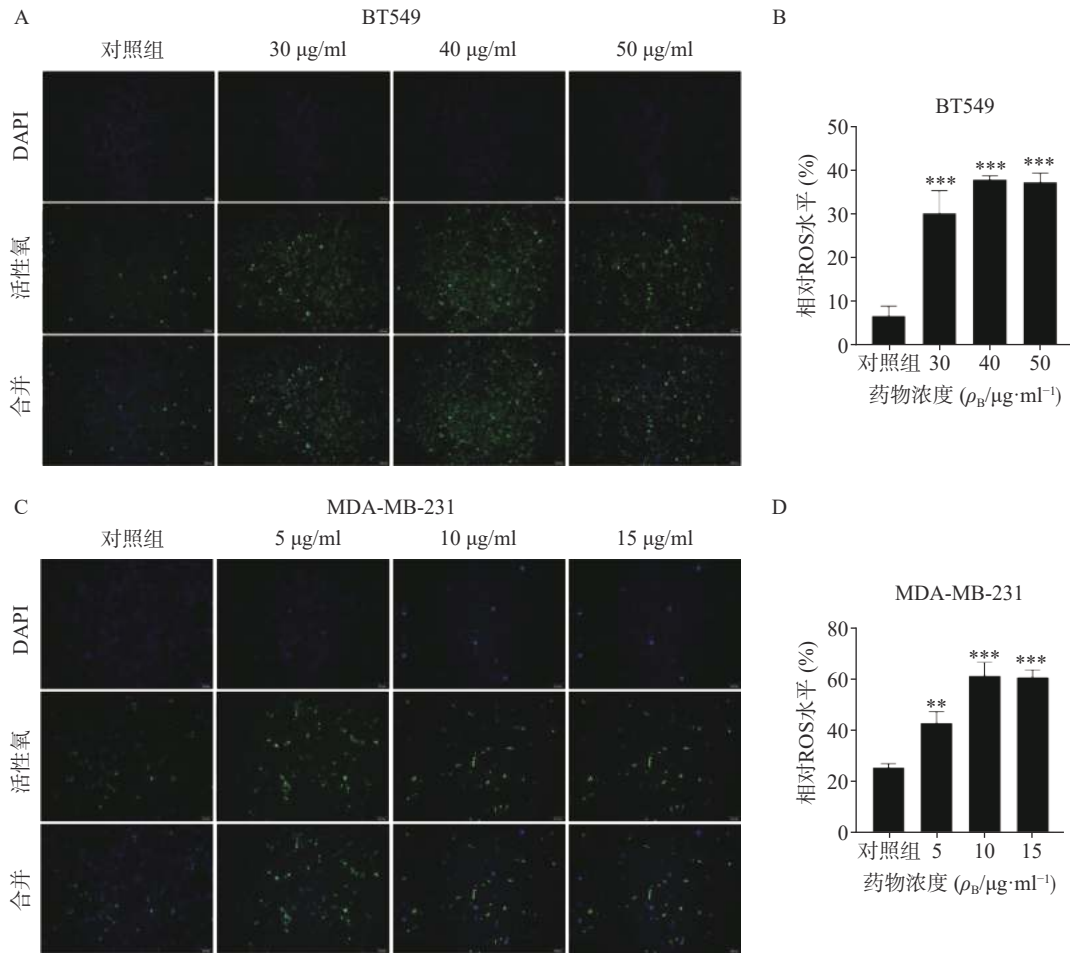 A
BT549
对照组 30 μg/ml 40 μg/ml 50 μg/ml
DAPI
活性氧
合并
B
BT549
相对ROS水平 (%)
50
40
30
20
10
0
*** *** ***
对照组 30 40 50
药物浓度 (ρB/μg·ml⁻¹)
C
MDA-MB-231
对照组 5 μg/ml 10 μg/ml 15 μg/ml
DAPI
活性氧
合并
D
MDA-MB-231
相对ROS水平 (%)
80
60
40
20
0
** *** ***
对照组 5 10 15
药物浓度 (ρB/μg·ml⁻¹)